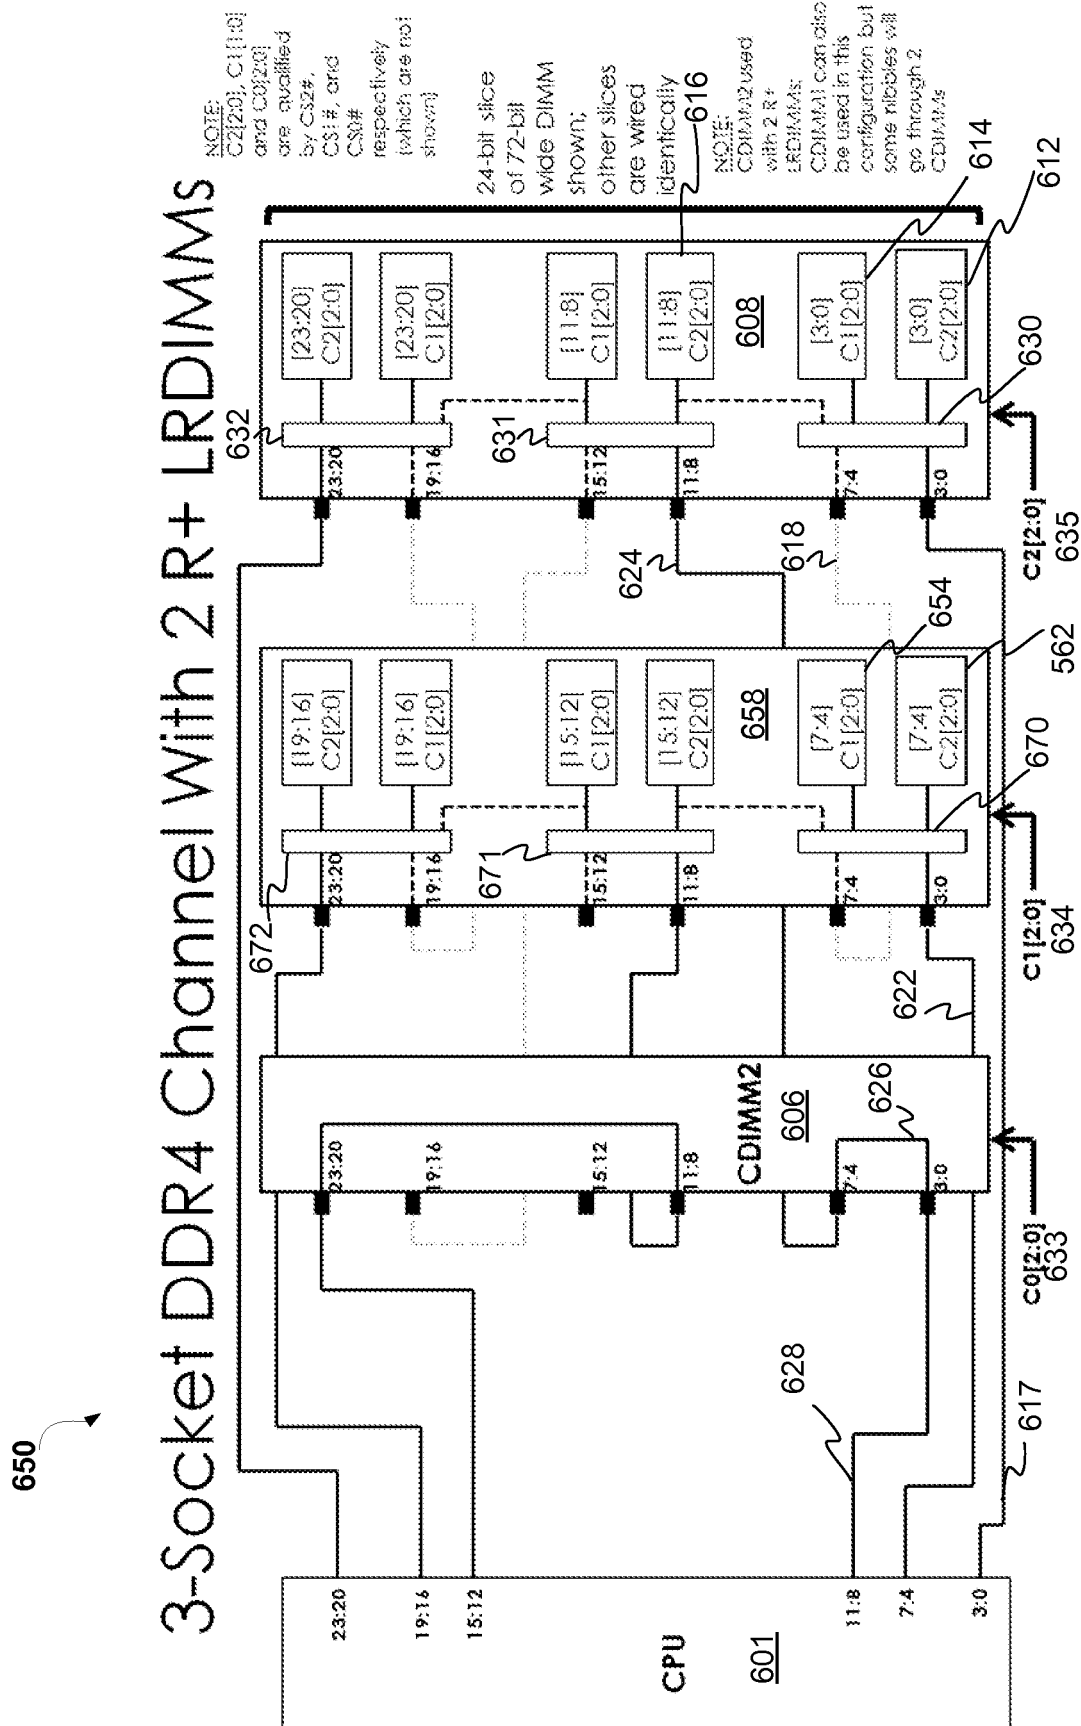 650
3-Socket DDR4 Channel With 2 R+ LRDIMMs
NOTE:
C2[2:0], C1[1:0]
and C0[2:0]
are qualified
by CS2#,
CS1#, and
CS0#
respectively
(which are not
shown)
24-bit slice
of 72-bit
wide DIMM
shown;
other slices
are wired
identically
616
NOTE:
CDIMM2 used
with 2 R+
LRDIMMs;
CDIMM1 can also
be used in this
configuration but
some nibbles will
go through 2
CDIMMs
614
612
CPU
601
23:20
19:16
15:12
11:8
7:4
3:0
628
617
CDIMM2
606
23:20
19:16
15:12
11:8
7:4
3:0
626
622
C0[2:0]
633
672
671
23:20
19:16
15:12
11:8
7:4
3:0
[19:16]
C2[2:0]
[19:16]
C1[2:0]
[15:12]
C1[2:0]
[15:12]
C2[2:0]
[7:4]
C1[2:0]
[7:4]
C2[2:0]
658
654
562
670
C1[2:0]
634
624
618
632
631
23:20
19:16
15:12
11:8
7:4
3:0
[23:20]
C2[2:0]
[23:20]
C1[2:0]
[11:8]
C1[2:0]
[11:8]
C2[2:0]
[3:0]
C1[2:0]
[3:0]
C2[2:0]
608
630
C2[2:0]
635